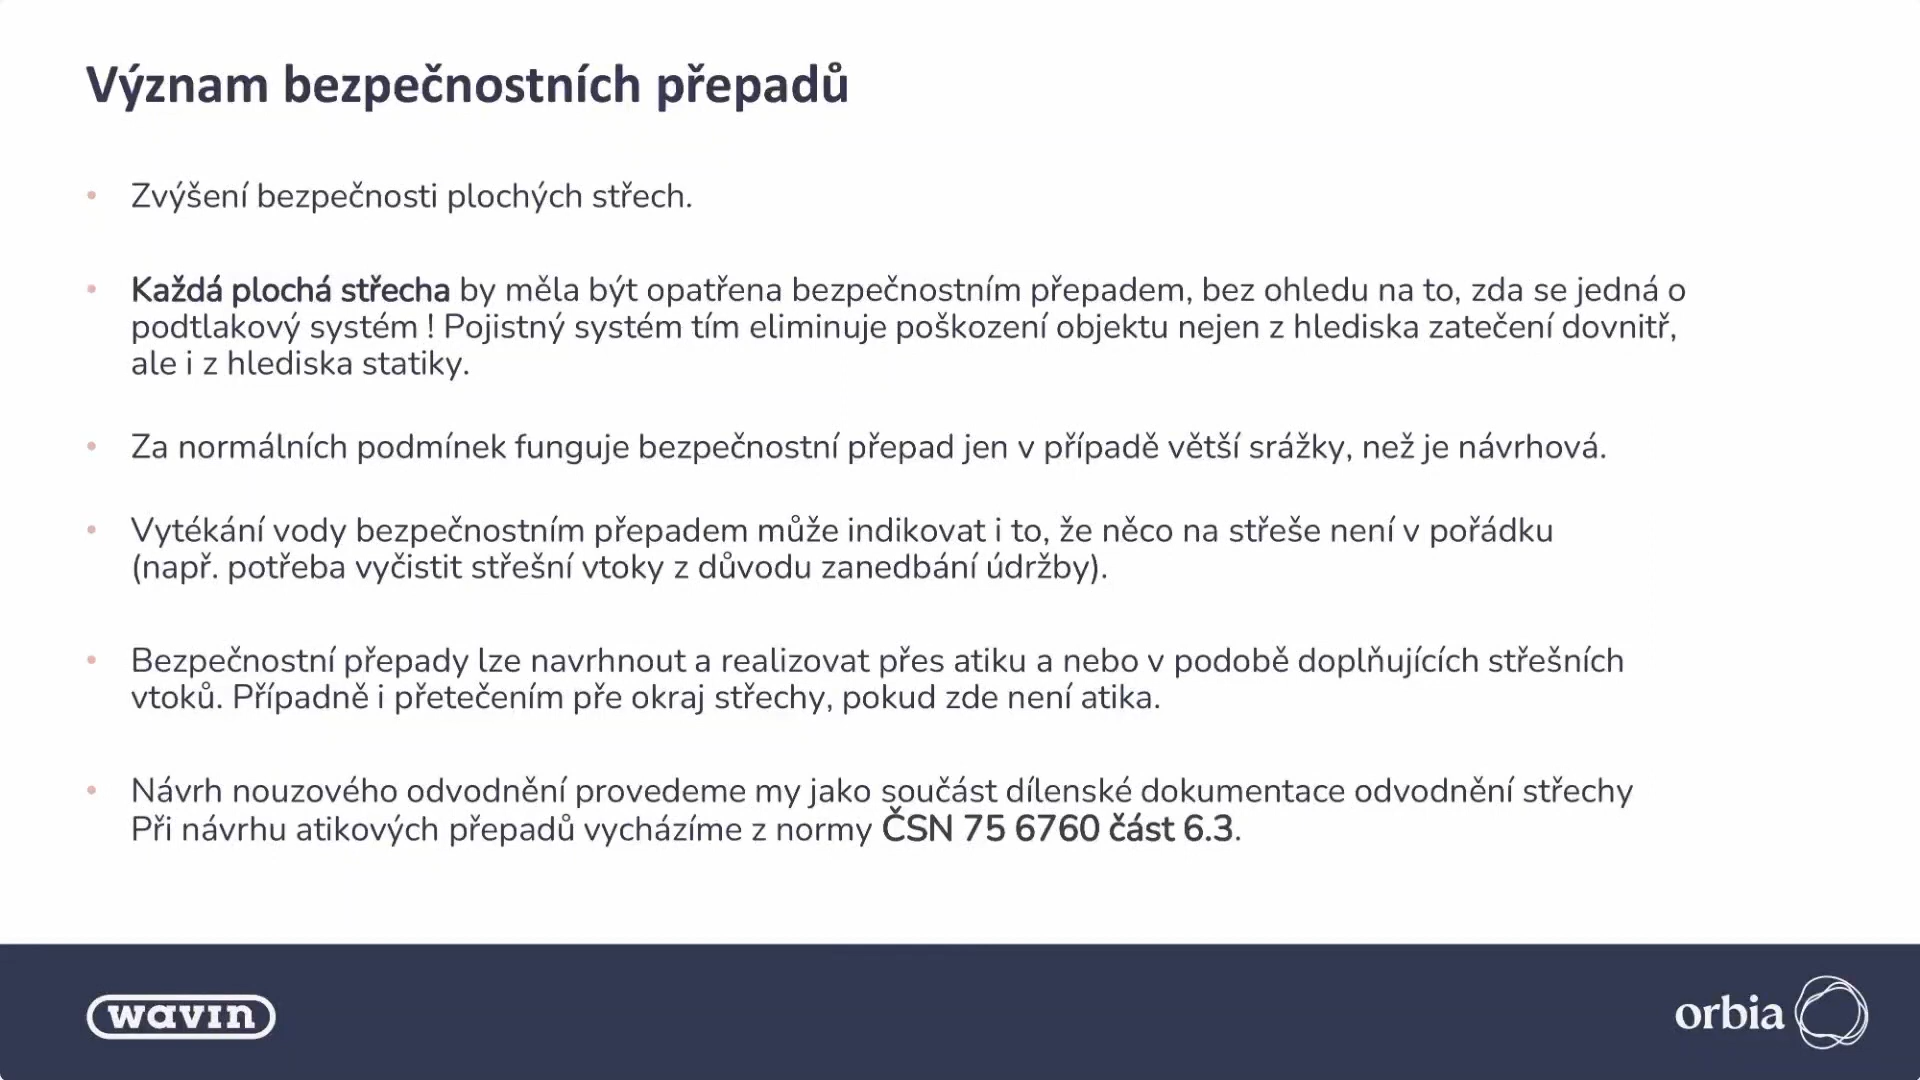 Význam bezpečnostních přepadů
• Zvýšení bezpečnosti plochých střech.
• Každá plochá střecha by měla být opatřena bezpečnostním přepadem, bez ohledu na to, zda se jedná o
podtlakový systém ! Pojistný systém tím eliminuje poškození objektu nejen z hlediska zatečení dovnitř,
ale i z hlediska statiky.
• Za normálních podmínek funguje bezpečnostní přepad jen v případě větší srážky, než je návrhová.
• Vytékání vody bezpečnostním přepadem může indikovat i to, že něco na střeše není v pořádku
(např. potřeba vyčistit střešní vtoky z důvodu zanedbání údržby).
• Bezpečnostní přepady lze navrhnout a realizovat přes atiku a nebo v podobě doplňujících střešních
vtoků. Případně i přetečením pře okraj střechy, pokud zde není atika.
• Návrh nouzového odvodnění provedeme my jako součást dílenské dokumentace odvodnění střechy
Při návrhu atikových přepadů vycházíme z normy ČSN 75 6760 část 6.3.
wavin
orbia